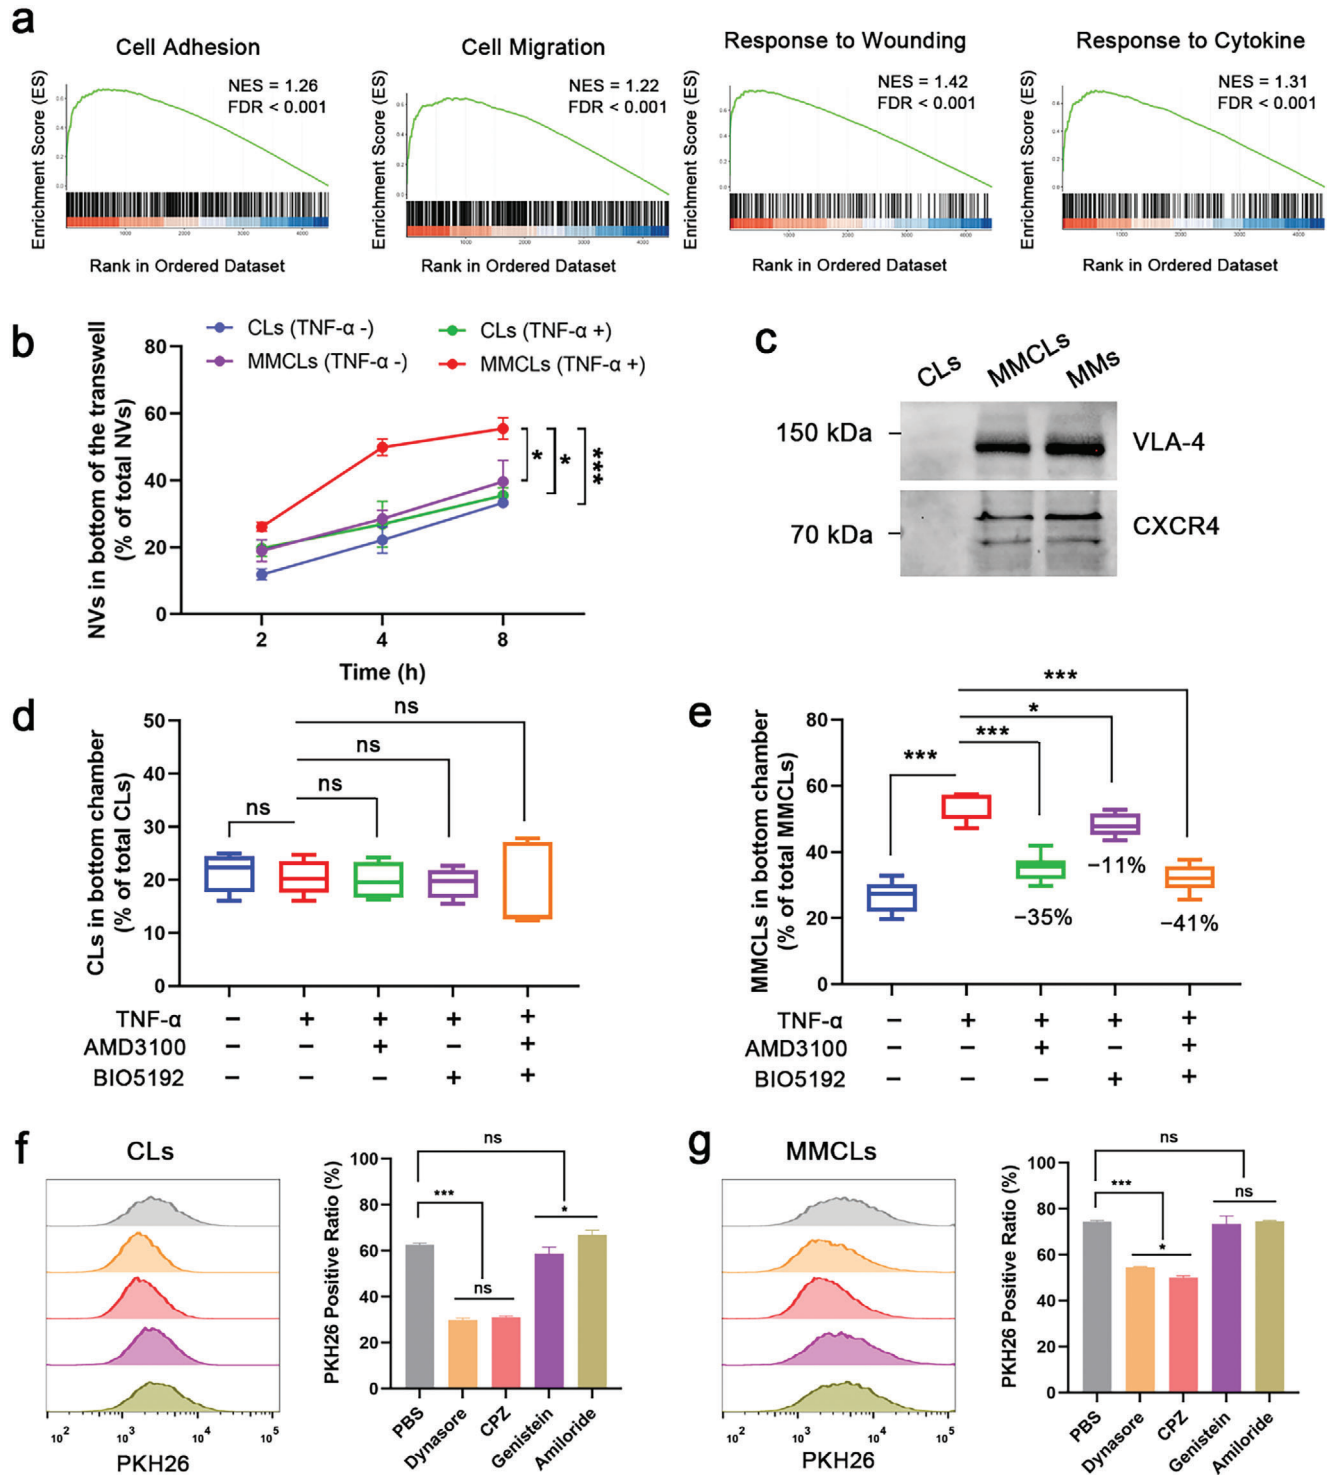 a
Cell Adhesion
Cell Migration
Response to Wounding
Response to Cytokine
Enrichment Score (ES)
NES = 1.26
FDR < 0.001
Rank in Ordered Dataset
Enrichment Score (ES)
NES = 1.22
FDR < 0.001
Rank in Ordered Dataset
Enrichment Score (ES)
NES = 1.42
FDR < 0.001
Rank in Ordered Dataset
Enrichment Score (ES)
NES = 1.31
FDR < 0.001
Rank in Ordered Dataset
b
CLs (TNF-α -)
CLs (TNF-α +)
MMCLs (TNF-α -)
MMCLs (TNF-α +)
NVs in bottom of the transwell
(% of total NVs)
80
60
40
20
0
* * ***
2 4 8
Time (h)
c
CLs MMCLs MMs
150 kDa
VLA-4
70 kDa
CXCR4
d
CLs in bottom chamber
(% of total CLs)
50
40
30
20
10
0
ns
ns
ns
ns
TNF-α − + + + +
AMD3100 − − + − +
BIO5192 − − − + +
e
MMCLs in bottom chamber
(% of total MMCLs)
80
60
40
20
0
***
*
***
***
−11%
−35%
−41%
TNF-α − + + + +
AMD3100 − − + − +
BIO5192 − − − + +
f
CLs
10² 10³ 10⁴ 10⁵
PKH26
PKH26 Positive Ratio (%)
100
80
60
40
20
0
ns
***
*
ns
PBS
Dynasore
CPZ
Genistein
Amiloride
g
MMCLs
10² 10³ 10⁴ 10⁵
PKH26
PKH26 Positive Ratio (%)
100
80
60
40
20
0
ns
***
ns
*
PBS
Dynasore
CPZ
Genistein
Amiloride